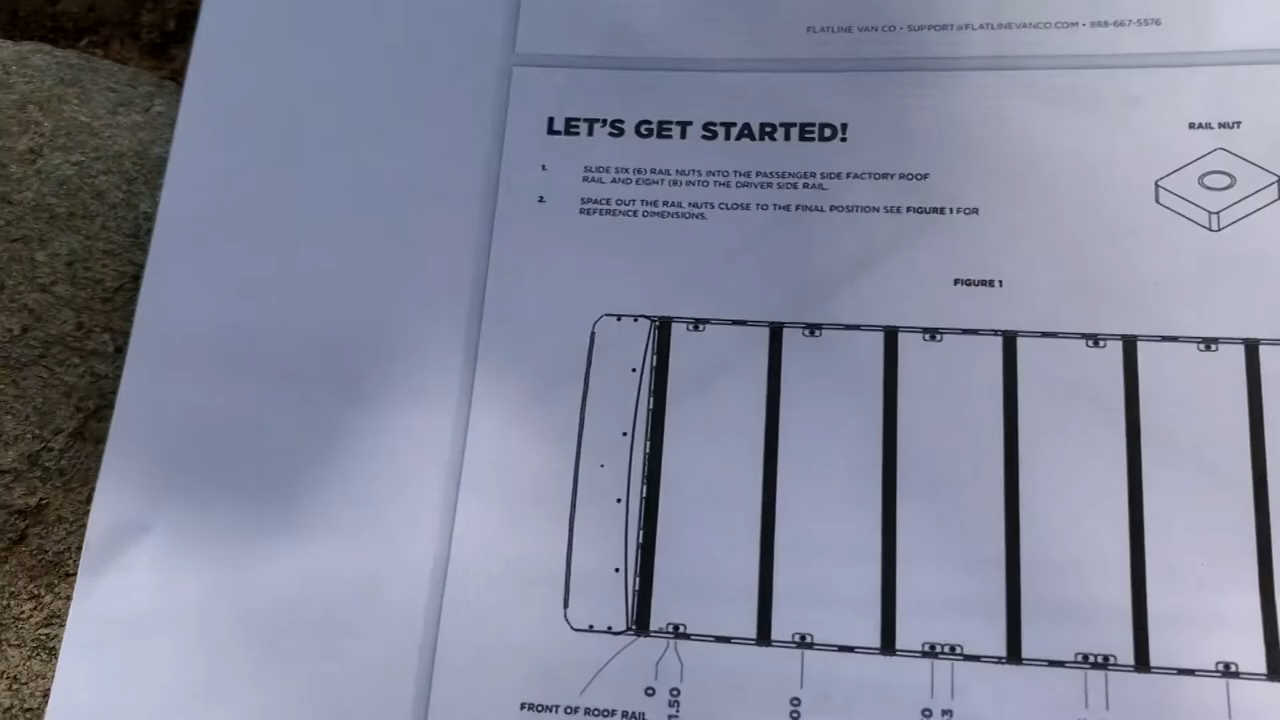 FLATLINE VAN CO • SUPPORT@FLATLINEVANCO.COM • 888-667-5576
LET'S GET STARTED!
RAIL NUT
1. SLIDE SIX (6) RAIL NUTS INTO THE PASSENGER SIDE FACTORY ROOF
RAIL AND EIGHT (8) INTO THE DRIVER SIDE RAIL.
2. SPACE OUT THE RAIL NUTS CLOSE TO THE FINAL POSITION SEE FIGURE 1 FOR
REFERENCE DIMENSIONS.
FIGURE 1
0
1.50
FRONT OF ROOF RAIL